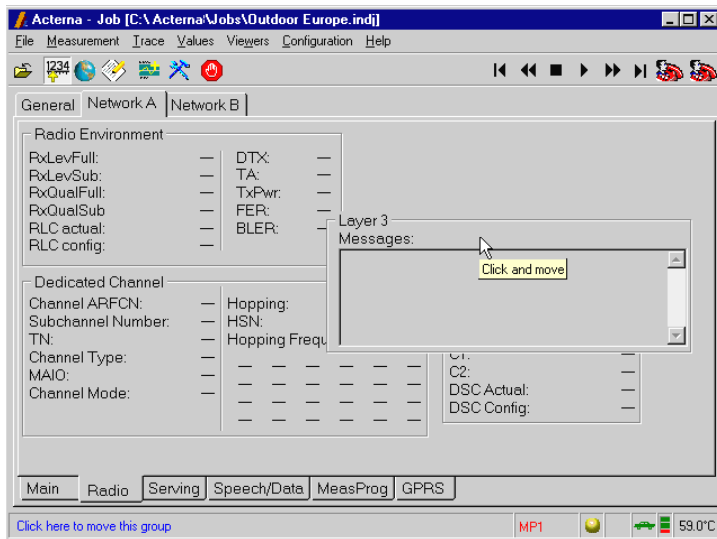 Acterna - Job [C:\Acterna\Jobs\Outdoor Europe.indj]
File Measurement Trace Values Viewers Configuration Help
1234
General Network A Network B
Radio Environment
RxLevFull: — DTX: —
RxLevSub: — TA: —
RxQualFull: — TxPwr: —
RxQualSub — FER: —
RLC actual: — BLER: —
RLC config: —
Layer 3
Messages:
Click and move
Dedicated Channel
Channel ARFCN: — Hopping:
Subchannel Number: — HSN:
TN: — Hopping Frequ
Channel Type: —
MAIO: —
Channel Mode: —
— — — — — —
— — — — — —
— — — — — —
— — — — — —
C1: —
C2: —
DSC Actual: —
DSC Config: —
Main Radio Serving Speech/Data MeasProg GPRS
Click here to move this group MP1 59.0°C